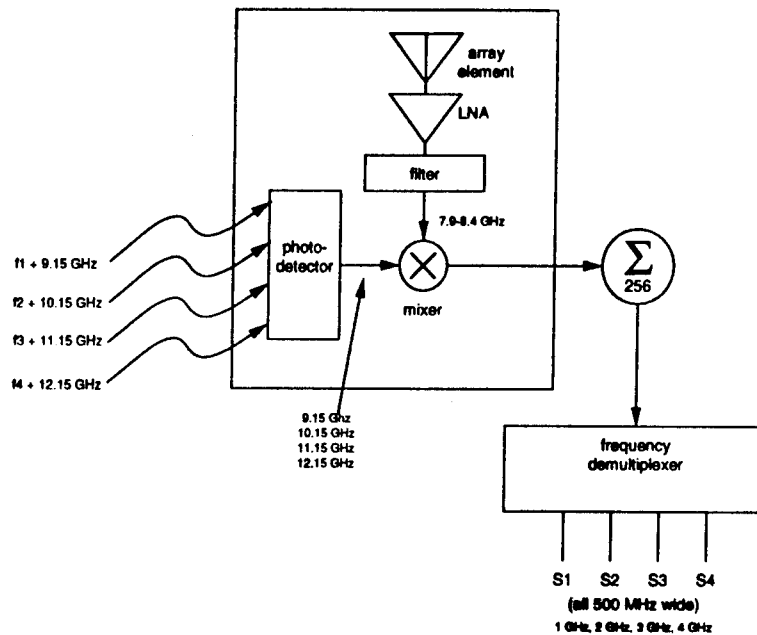 array
element
LNA
filter
7.9-8.4 GHz
photo-
detector
mixer
f1 + 9.15 GHz
f2 + 10.15 GHz
f3 + 11.15 GHz
f4 + 12.15 GHz
9.15 Ghz
10.15 GHz
11.15 GHz
12.15 GHz
Σ
256
frequency
demultiplexer
S1 S2 S3 S4
(all 500 MHz wide)
1 GHz, 2 GHz, 3 GHz, 4 GHz